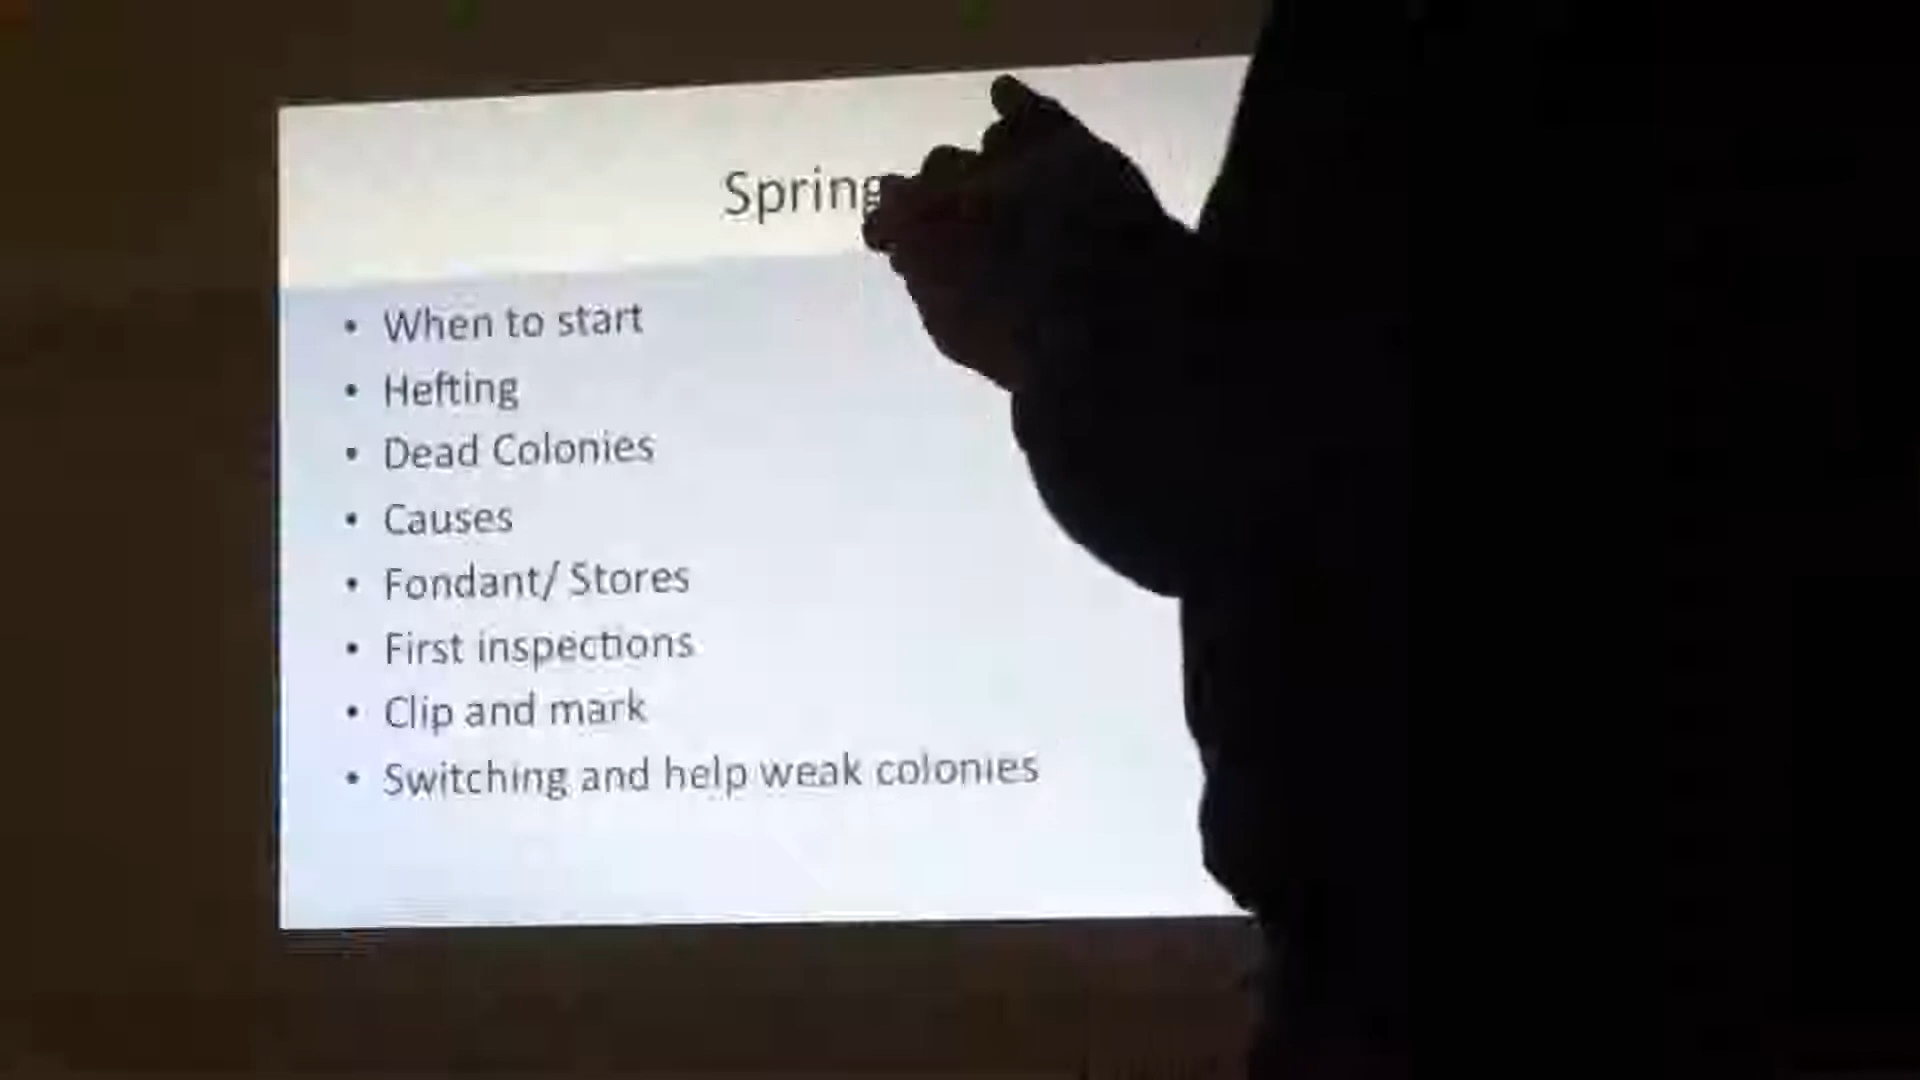 Spring
• When to start
• Hefting
• Dead Colonies
• Causes
• Fondant/ Stores
• First inspections
• Clip and mark
• Switching and help weak colonies